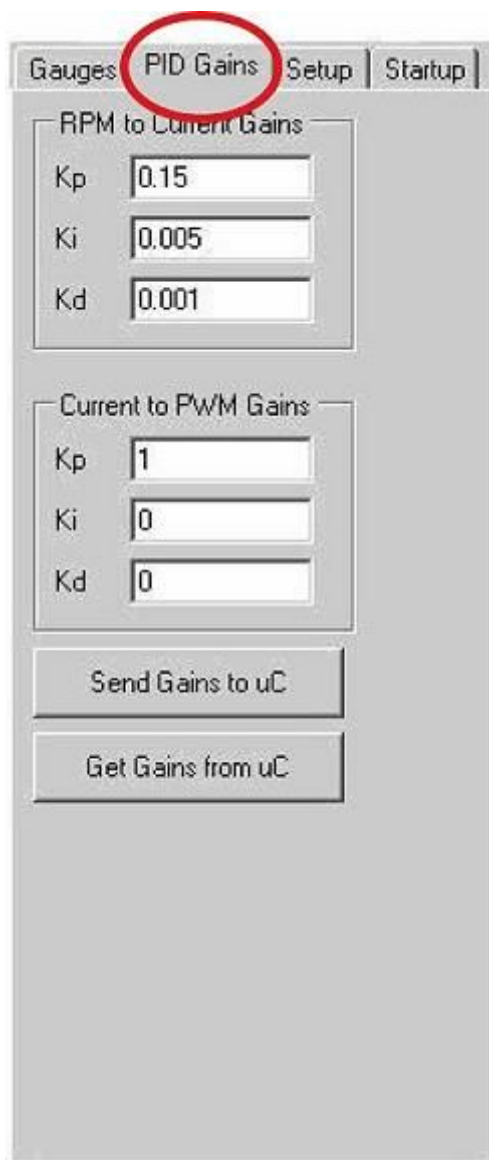 Gauges PID Gains Setup Startup
RPM to Current Gains
Kp 0.15
Ki 0.005
Kd 0.001
Current to PWM Gains
Kp 1
Ki 0
Kd 0
Send Gains to uC
Get Gains from uC